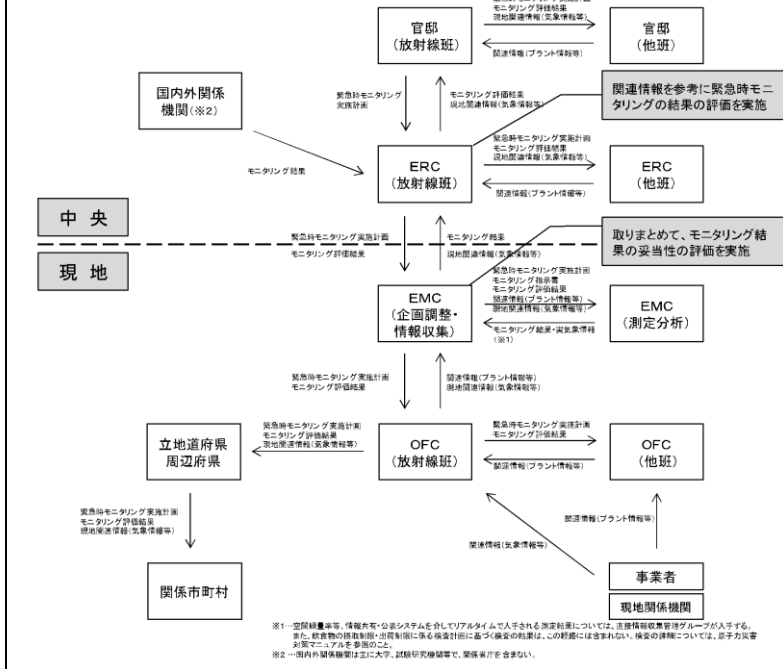 モニタリング評価結果
現地関連情報(気象情報等)
官邸
(放射線班)
関連情報(プラント情報等)
官邸
(他班)
国内外関係
機関(※2)
緊急時モニタリング
実施計画
モニタリング評価結果
現地関連情報(気象情報等)
関連情報を参考に緊急時モニ
タリングの結果の評価を実施
モニタリング結果
ERC
(放射線班)
緊急時モニタリング実施計画
モニタリング評価結果
現地関連情報(気象情報等)
関連情報(プラント情報等)
ERC
(他班)
中 央
現 地
緊急時モニタリング実施計画
モニタリング評価結果
モニタリング結果
現地関連情報(気象情報等)
取りまとめて、モニタリング結
果の妥当性の評価を実施
EMC
(企画調整・
情報収集)
緊急時モニタリング実施計画
モニタリング指示書
モニタリング評価結果
関連情報(プラント情報等)
現地関連情報(気象情報等)
モニタリング結果・実気象情報
(※1)
EMC
(測定分析)
緊急時モニタリング実施計画
モニタリング評価結果
関連情報(プラント情報等)
現地関連情報(気象情報等)
立地道府県
周辺府県
緊急時モニタリング実施計画
モニタリング評価結果
現地関連情報(気象情報等)
OFC
(放射線班)
緊急時モニタリング実施計画
モニタリング評価結果
関連情報(プラント情報等)
OFC
(他班)
緊急時モニタリング実施計画
モニタリング評価結果
現地関連情報(気象情報等)
関係市町村
関連情報(気象情報等)
関連情報(プラント情報等)
事業者
現地関係機関
※1…空間線量率等、情報共有・公表システムを介してリアルタイムで入手される測定結果については、直接情報収集管理グループが入手する。
また、飲食物の摂取制限・出荷制限に係る検査計画に基づく検査の結果は、この経路には含まれない。検査の詳細については、原子力災害
対策マニュアルを参照のこと。
※2…国内外関係機関は主に大学、試験研究機関等で、関係省庁を含まない。